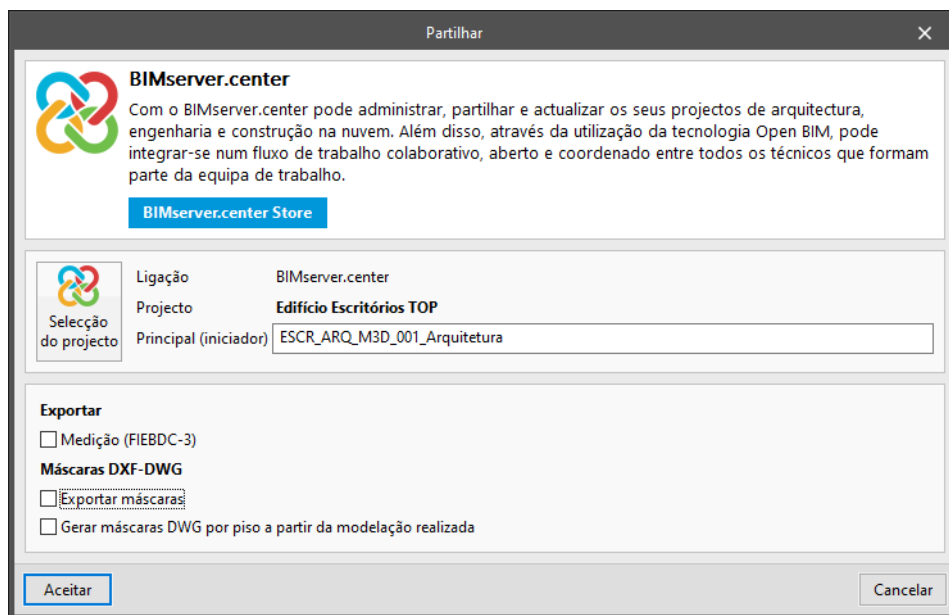 Partilhar
BIMserver.center
Com o BIMserver.center pode administrar, partilhar e actualizar os seus projectos de arquitectura,
engenharia e construção na nuvem. Além disso, através da utilização da tecnologia Open BIM, pode
integrar-se num fluxo de trabalho colaborativo, aberto e coordenado entre todos os técnicos que formam
parte da equipa de trabalho.
BIMserver.center Store
Selecção
do projecto
Ligação BIMserver.center
Projecto Edifício Escritórios TOP
Principal (iniciador) ESCR_ARQ_M3D_001_Arquitetura
Exportar
Medição (FIEBDC-3)
Máscaras DXF-DWG
Exportar máscaras
Gerar máscaras DWG por piso a partir da modelação realizada
Aceitar Cancelar